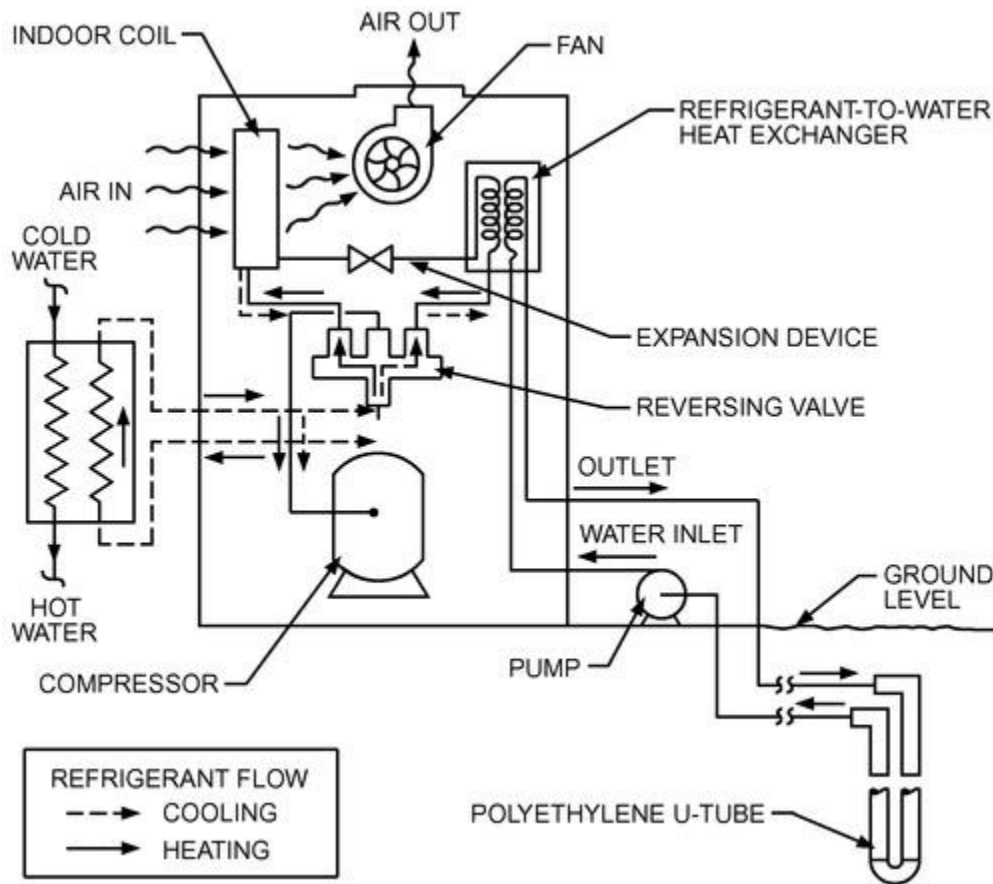 AIR OUT
INDOOR COIL
FAN
REFRIGERANT-TO-WATER
HEAT EXCHANGER
AIR IN
COLD
WATER
EXPANSION DEVICE
REVERSING VALVE
OUTLET
WATER INLET
GROUND
LEVEL
HOT
WATER
PUMP
COMPRESSOR
REFRIGERANT FLOW
COOLING
HEATING
POLYETHYLENE U-TUBE